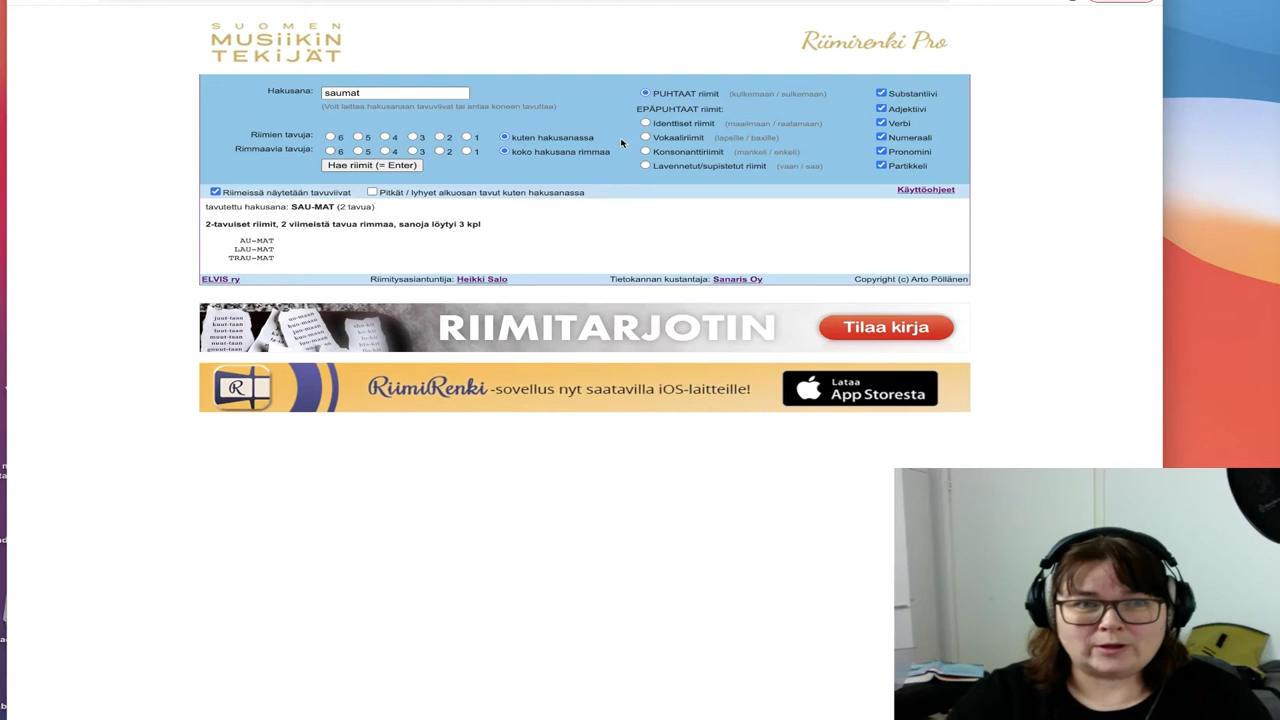 SUOMEN
MUSiiKiN
TEKiJÄT
Riimirenki Pro
Hakusana: saumat
(Voit laittaa hakusanaan tavuviivat tai antaa koneen tavuttaa)
Riimien tavuja: 6 5 4 3 2 1 kuten hakusanassa
Rimmaavia tavuja: 6 5 4 3 2 1 koko hakusana rimmaa
Hae riimit (= Enter)
PUHTAAT riimit (kulkemaan / sulkemaan)
EPÄPUHTAAT riimit:
Identtiset riimit (maailmaan / raatamaan)
Vokaaliriimit (lapsille / baxille)
Konsonanttiriimit (mankeli / enkeli)
Lavennetut/supistetut riimit (vaan / saa)
Substantiivi
Adjektiivi
Verbi
Numeraali
Pronomini
Partikkeli
Riimeissä näytetään tavuviivat Pitkät / lyhyet alkuosan tavut kuten hakusanassa
Käyttöohjeet
tavutettu hakusana: SAU-MAT (2 tavua)
2-tavuiset riimit, 2 viimeistä tavua rimmaa, sanoja löytyi 3 kpl
AU-MAT
LAU-MAT
TRAU-MAT
ELVIS ry Riimitysasiantuntija: Heikki Salo Tietokannan kustantaja: Sanaris Oy Copyright (c) Arto Pöllänen
RIIMITARJOTIN
Tilaa kirja
R
RiimiRenki -sovellus nyt saatavilla iOS-laitteille!
Lataa
App Storesta